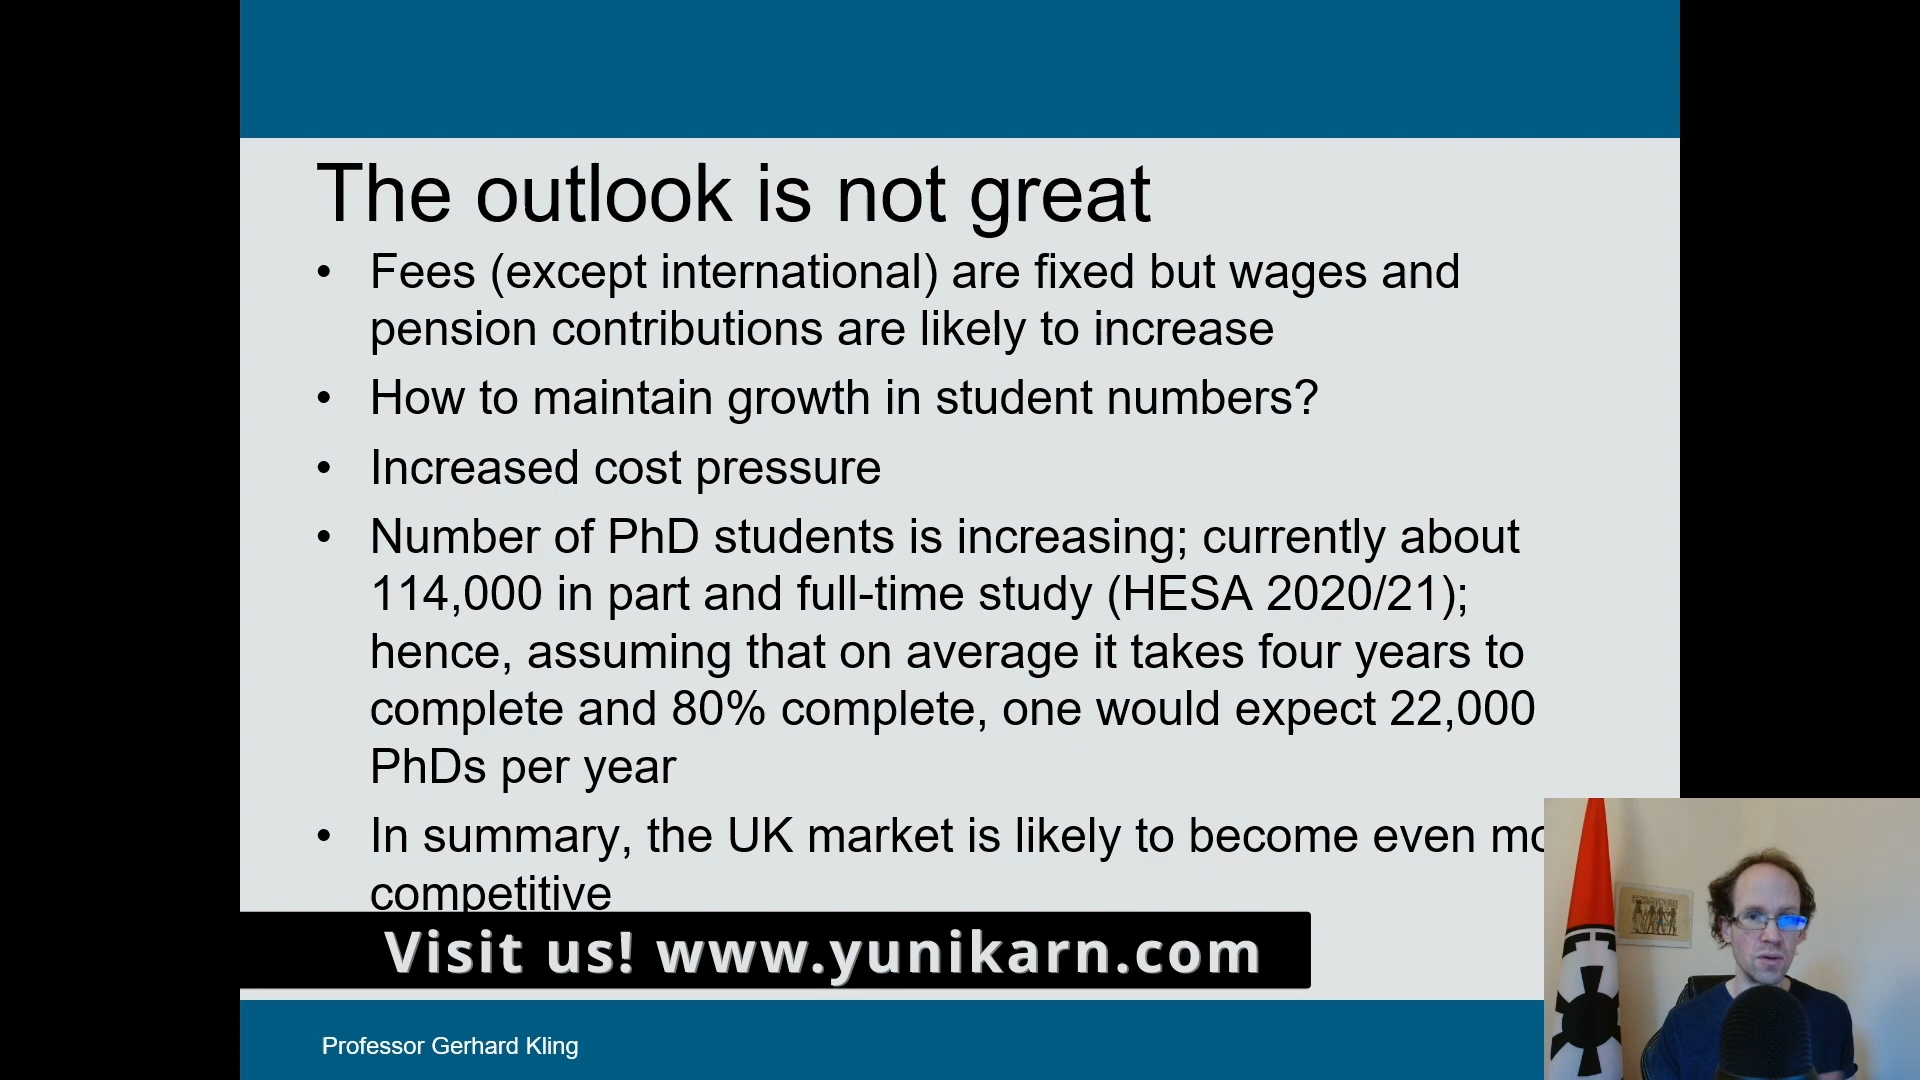 The outlook is not great
• Fees (except international) are fixed but wages and
pension contributions are likely to increase
• How to maintain growth in student numbers?
• Increased cost pressure
• Number of PhD students is increasing; currently about
114,000 in part and full-time study (HESA 2020/21);
hence, assuming that on average it takes four years to
complete and 80% complete, one would expect 22,000
PhDs per year
• In summary, the UK market is likely to become even
competitive
Visit us! www.yunikarn.com
Professor Gerhard Kling